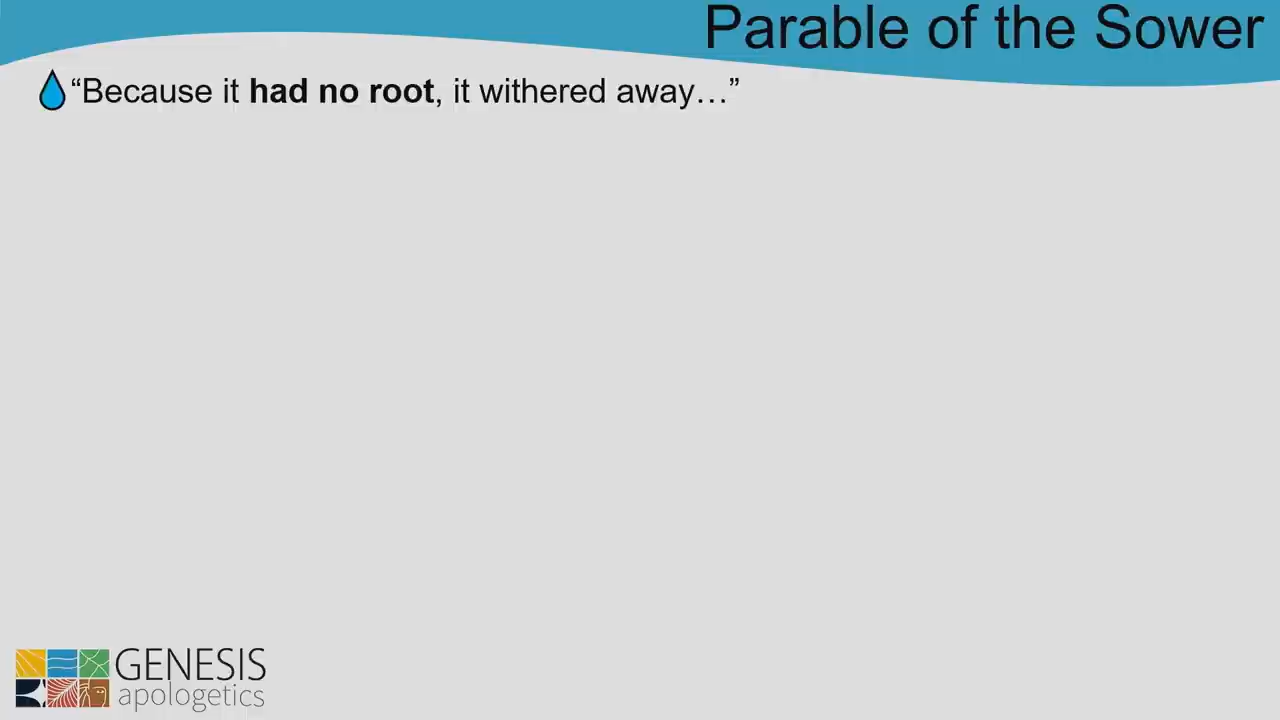 Parable of the Sower
“Because it had no root, it withered away…”
GENESIS
apologetics